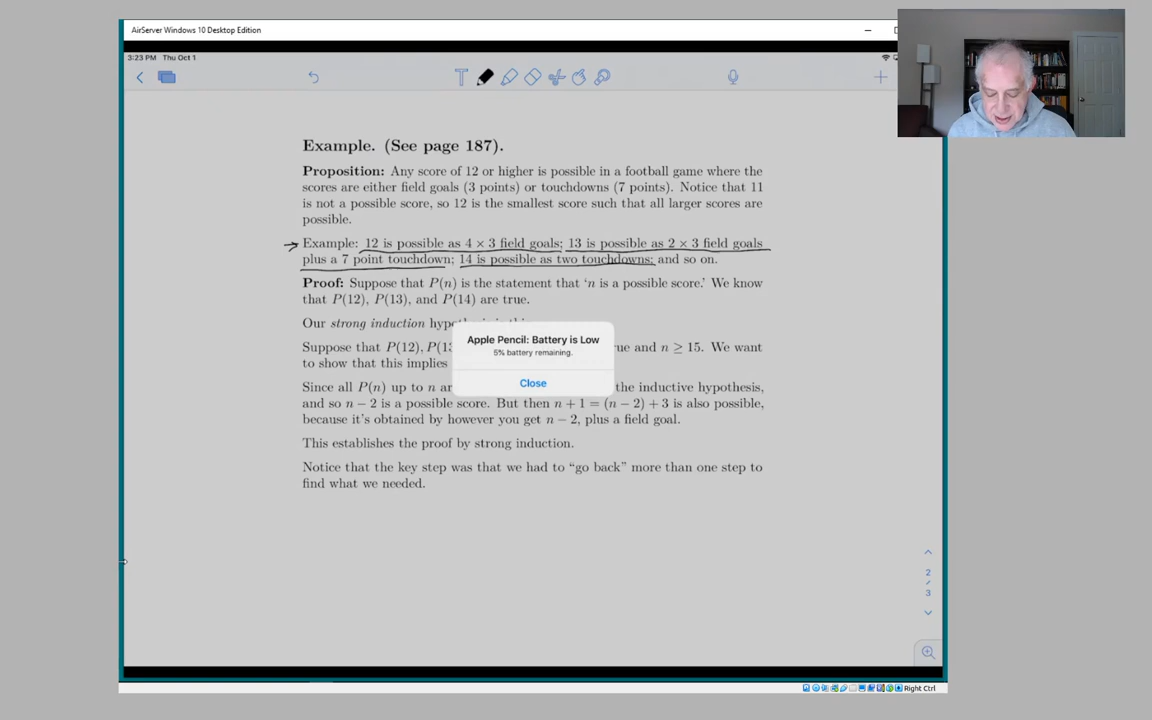 AirServer Windows 10 Desktop Edition
3:23 PM Thu Oct 1
Example. (See page 187).
Proposition: Any score of 12 or higher is possible in a football game where the
scores are either field goals (3 points) or touchdowns (7 points). Notice that 11
is not a possible score, so 12 is the smallest score such that all larger scores are
possible.
Example: 12 is possible as 4 × 3 field goals; 13 is possible as 2 × 3 field goals
plus a 7 point touchdown; 14 is possible as two touchdowns; and so on.
Proof: Suppose that P(n) is the statement that ‘n is a possible score.’ We know
that P(12), P(13), and P(14) are true.
Our strong induction
Suppose that P(12), and n ≥ 15. We want
to show that this implies
Apple Pencil: Battery is Low
5% battery remaining.
Close
Since all P(n) up to n the inductive hypothesis,
and so n − 2 is a possible score. But then n + 1 = (n − 2) + 3 is also possible,
because it's obtained by however you get n − 2, plus a field goal.
This establishes the proof by strong induction.
Notice that the key step was that we had to “go back” more than one step to
find what we needed.
2
/
3
Right Ctrl